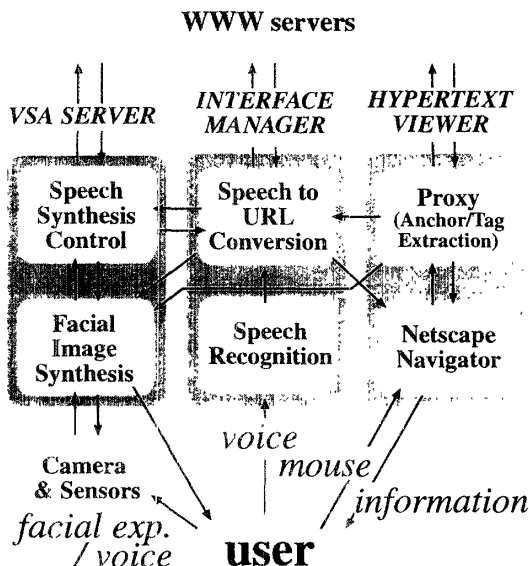 WWW servers
VSA SERVER
INTERFACE
MANAGER
HYPERTEXT
VIEWER
Speech
Synthesis
Control
Speech to
URL
Conversion
Proxy
(Anchor/Tag
Extraction)
Facial
Image
Synthesis
Speech
Recognition
Netscape
Navigator
Camera
& Sensors
voice
mouse
information
facial exp.
/ voice
user